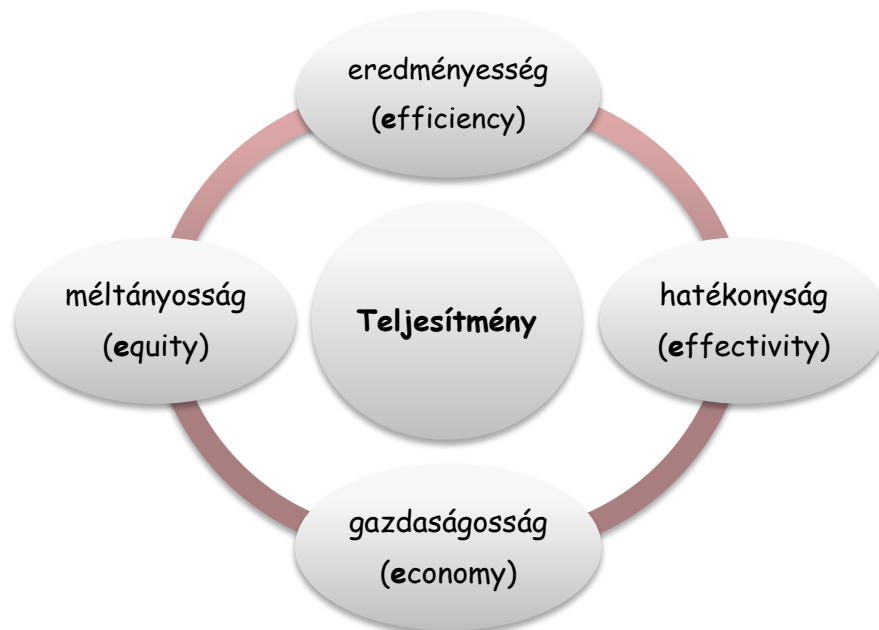 eredményesség
(efficiency)
méltányosság
(equity)
Teljesítmény
hatékonyság
(effectivity)
gazdaságosság
(economy)